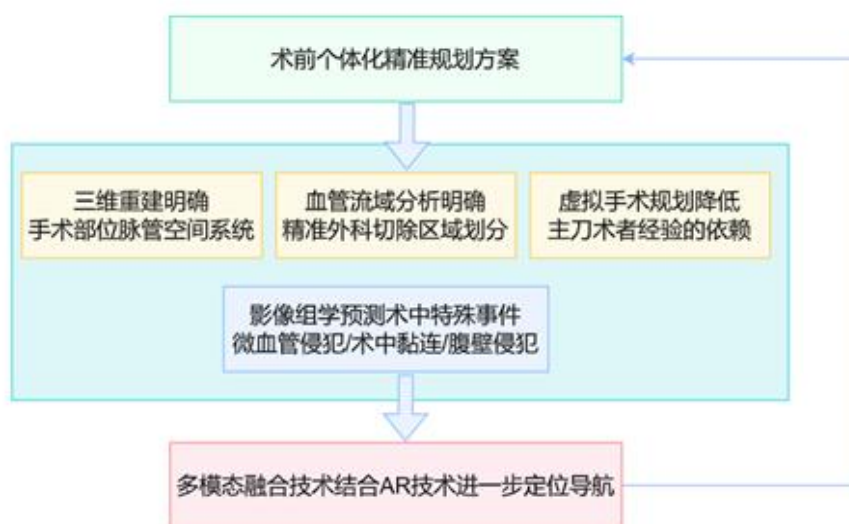 术前个体化精准规划方案
三维重建明确
手术部位脉管空间系统
血管流域分析明确
精准外科切除区域划分
虚拟手术规划降低
主刀术者经验的依赖
影像组学预测术中特殊事件
微血管侵犯/术中黏连/腹壁侵犯
多模态融合技术结合AR技术进一步定位导航